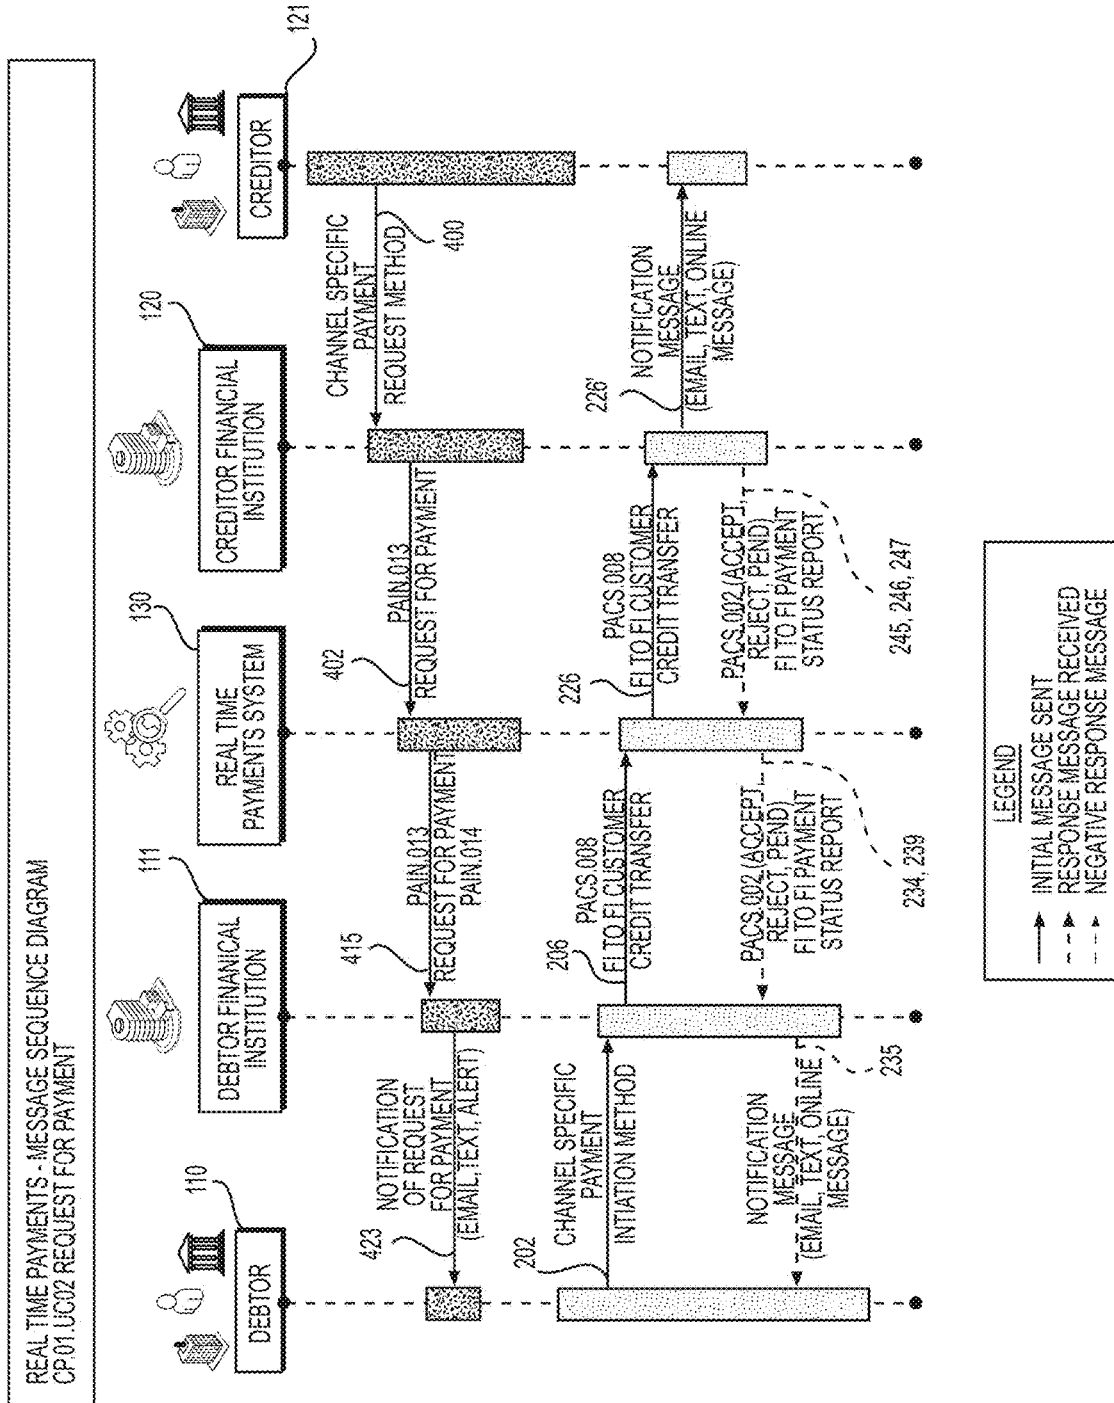 REAL TIME PAYMENTS - MESSAGE SEQUENCE DIAGRAM
CP.01.UC02 REQUEST FOR PAYMENT
110
DEBTOR
111
DEBTOR FINANICAL
INSTITUTION
130
REAL TIME
PAYMENTS SYSTEM
120
CREDITOR FINANCIAL
INSTITUTION
121
CREDITOR
CHANNEL SPECIFIC
PAYMENT
REQUEST METHOD
400
PAIN.013
REQUEST FOR PAYMENT
402
PAIN.013
REQUEST FOR PAYMENT
PAIN.014
415
NOTIFICATION
OF REQUEST
FOR PAYMENT
(EMAIL, TEXT, ALERT)
423
CHANNEL SPECIFIC
PAYMENT
INTIATION METHOD
202
PACS.008
FI TO FI CUSTOMER
CREDIT TRANSFER
206
PACS.008
FI TO FI CUSTOMER
CREDIT TRANSFER
226
NOTIFICATION
MESSAGE
(EMAIL, TEXT, ONLINE
MESSAGE)
226'
PACS.002 (ACCEPT,
REJECT, PEND)
FI TO FI PAYMENT
STATUS REPORT
245, 246, 247
PACS.002 (ACCEPT,
REJECT, PEND)
FI TO FI PAYMENT
STATUS REPORT
234, 239
NOTIFICATION
MESSAGE
(EMAIL, TEXT, ONLINE
MESSAGE)
235
LEGEND
INITIAL MESSAGE SENT
RESPONSE MESSAGE RECEIVED
NEGATIVE RESPONSE MESSAGE